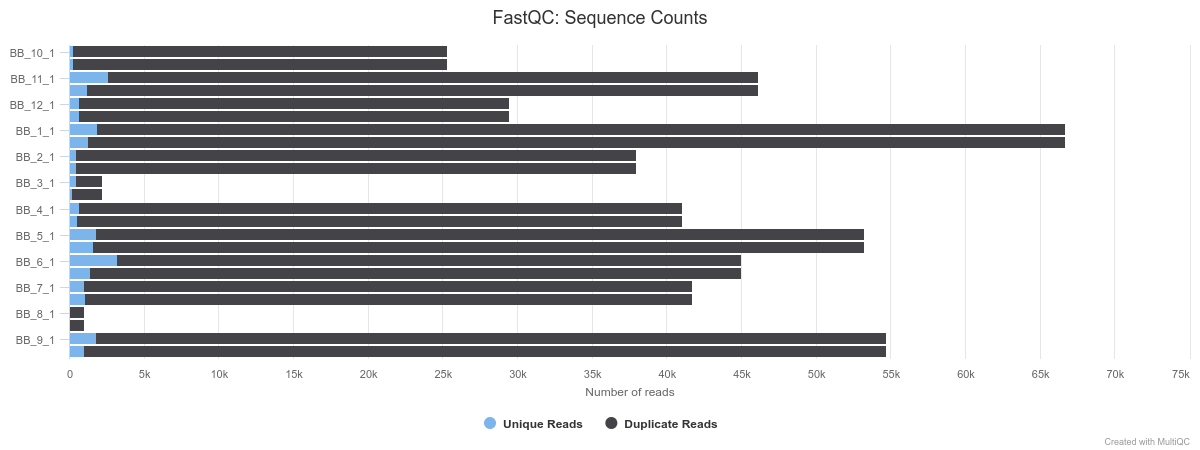 FastQC: Sequence Counts
BB_10_1
BB_11_1
BB_12_1
BB_1_1
BB_2_1
BB_3_1
BB_4_1
BB_5_1
BB_6_1
BB_7_1
BB_8_1
BB_9_1
0 5k 10k 15k 20k 25k 30k 35k 40k 45k 50k 55k 60k 65k 70k 75k
Number of reads
Unique Reads Duplicate Reads
Created with MultiQC